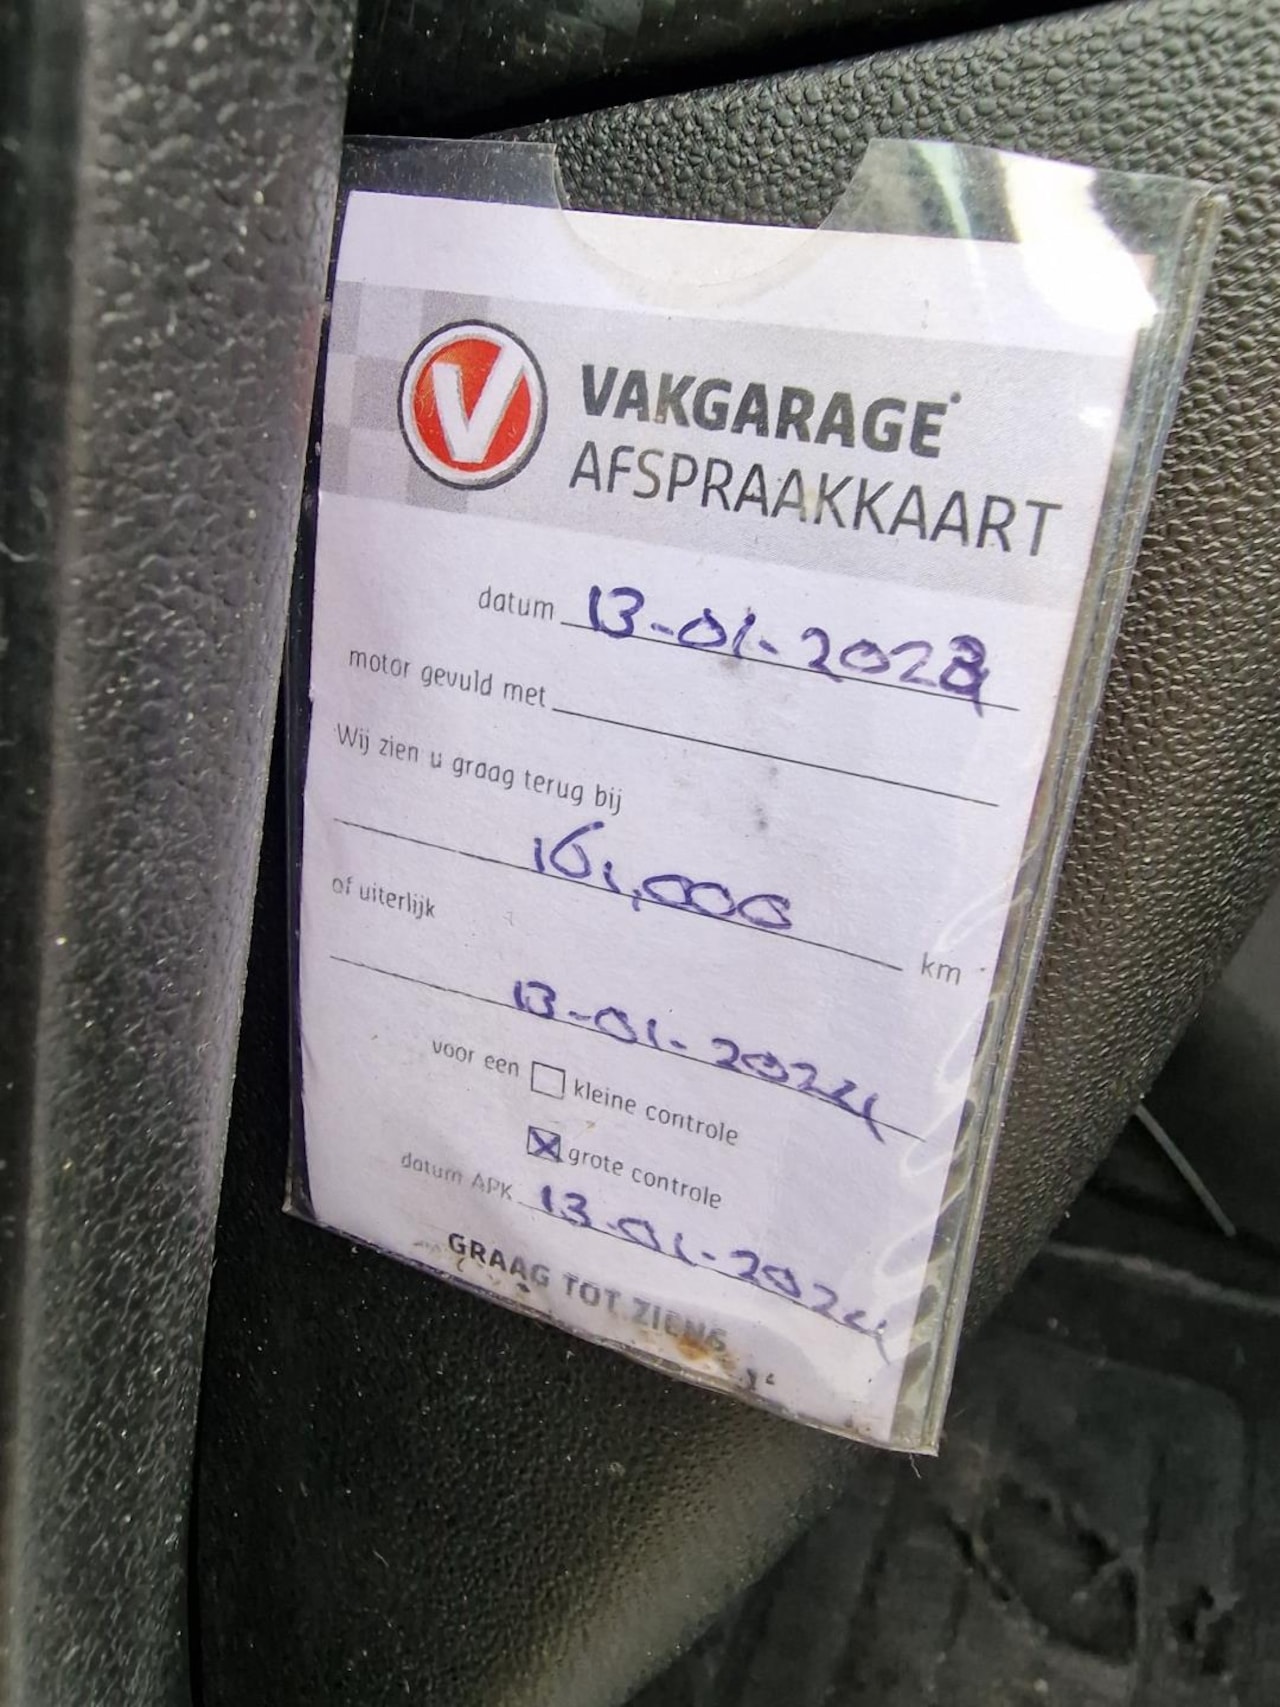 V VAKGARAGE
AFSPRAAKKAART
datum 13-01-2023
motor gevuld met
Wij zien u graag terug bij
161,000 km
of uiterlijk
13-01-2024
voor een kleine controle
grote controle
datum APK 13-01-2024
GRAAG TOT ZIENS